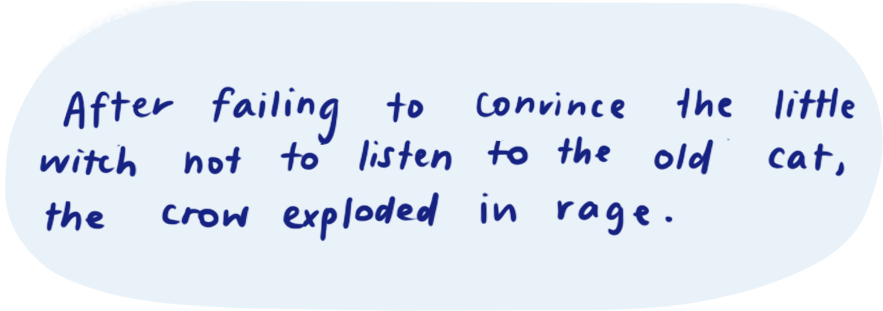 After failing to convince the little
witch not to listen to the old cat,
the crow exploded in rage.